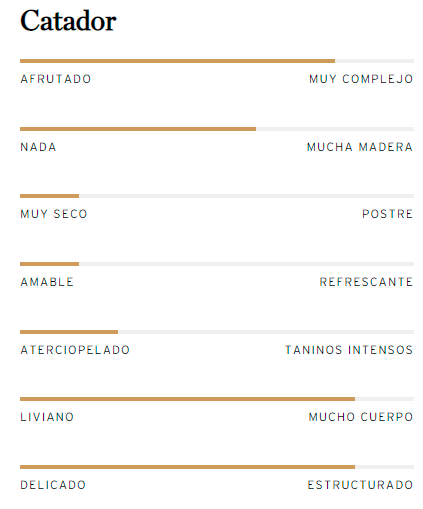 Catador
AFRUTADO MUY COMPLEJO
NADA MUCHA MADERA
MUY SECO POSTRE
AMABLE REFRESCANTE
ATERCIOPELADO TANINOS INTENSOS
LIVIANO MUCHO CUERPO
DELICADO ESTRUCTURADO